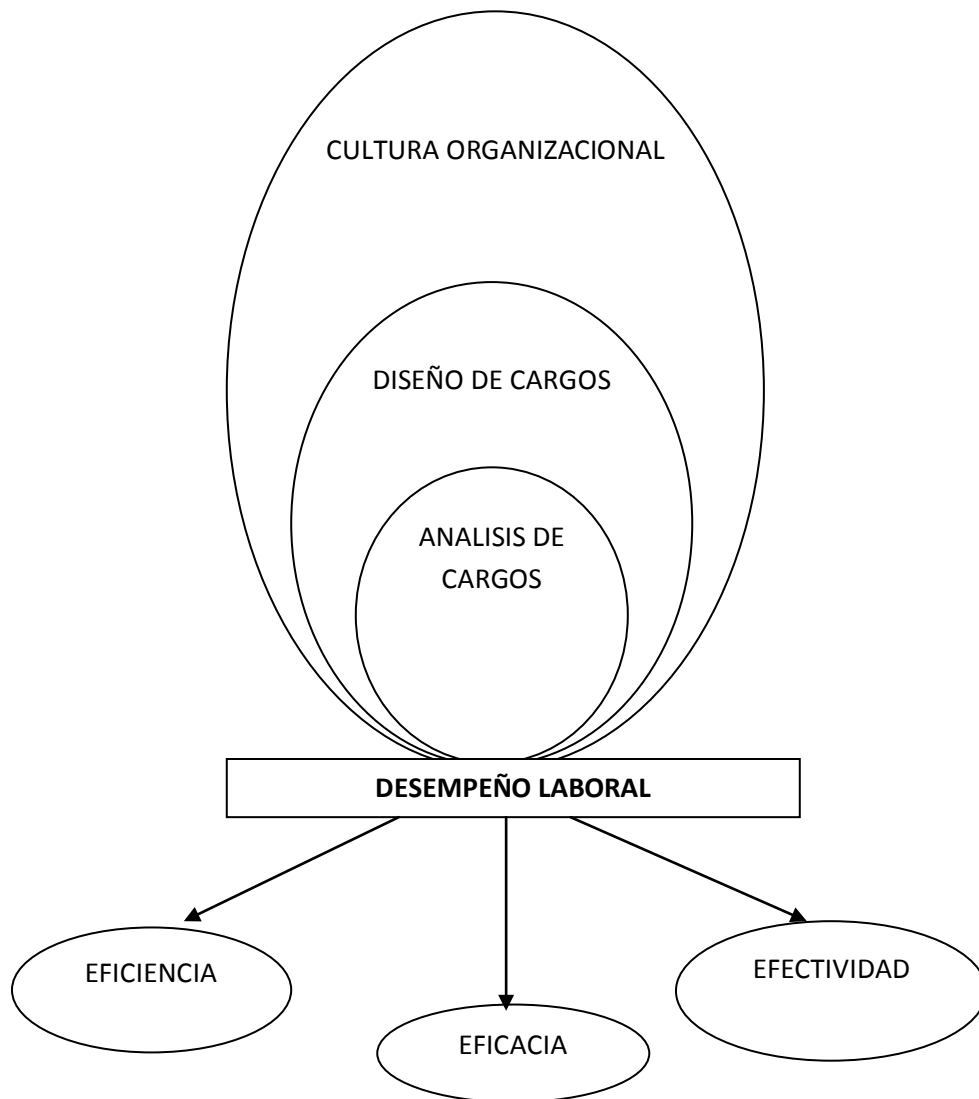 CULTURA ORGANIZACIONAL
DISEÑO DE CARGOS
ANALISIS DE
CARGOS
DESEMPEÑO LABORAL
EFICIENCIA
EFICACIA
EFECTIVIDAD